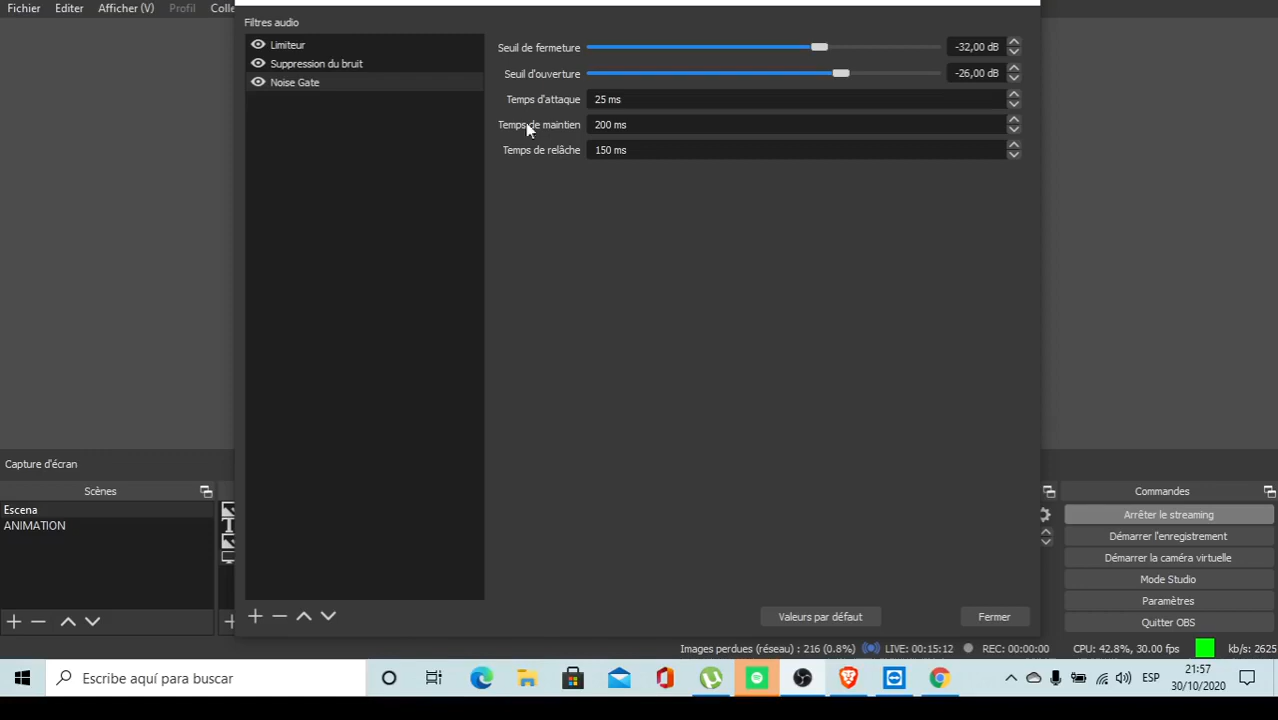 Fichier Editer Afficher (V) Profil Colle
Filtres audio
Limiteur
Suppression du bruit
Noise Gate
Seuil de fermeture -32,00 dB
Seuil d'ouverture -26,00 dB
Temps d'attaque 25 ms
Temps de maintien 200 ms
Temps de relâche 150 ms
Capture d'écran
Scènes
Escena
ANIMATION
Commandes
Arrêter le streaming
Démarrer l'enregistrement
Démarrer la caméra virtuelle
Mode Studio
Paramètres
Quitter OBS
Valeurs par défaut Fermer
Images perdues (réseau) : 216 (0.8%) LIVE: 00:15:12 REC: 00:00:00 CPU: 42.8%, 30.00 fps kb/s: 2625
Escribe aquí para buscar
ESP
21:57
30/10/2020